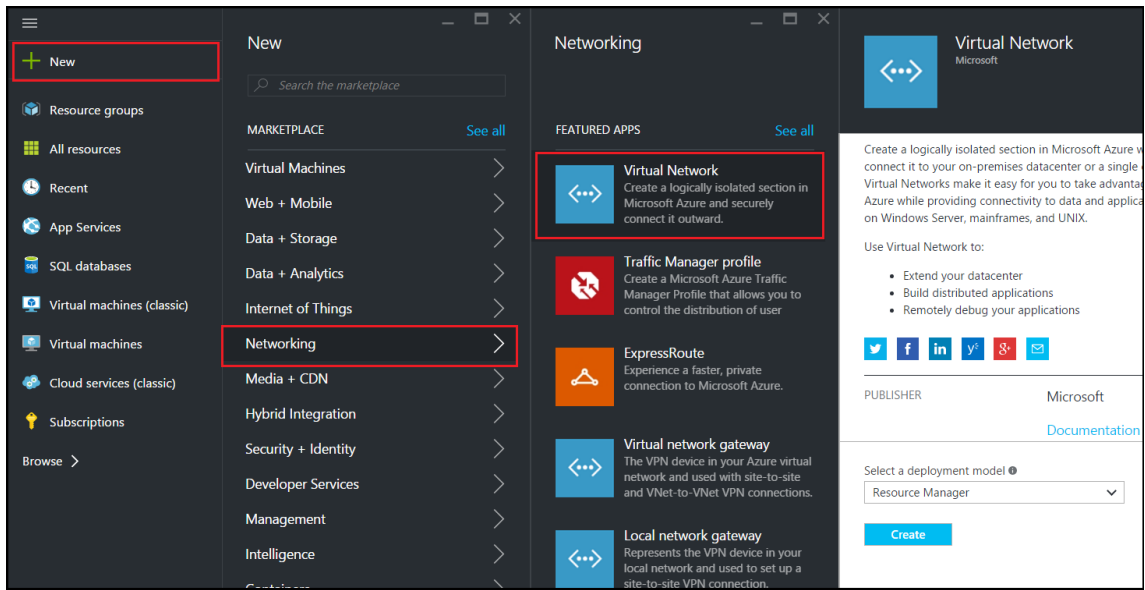 New
Resource groups
All resources
Recent
App Services
SQL databases
Virtual machines (classic)
Virtual machines
Cloud services (classic)
Subscriptions
Browse
New
Search the marketplace
MARKETPLACE See all
Virtual Machines
Web + Mobile
Data + Storage
Data + Analytics
Internet of Things
Networking
Media + CDN
Hybrid Integration
Security + Identity
Developer Services
Management
Intelligence
Networking
FEATURED APPS See all
Virtual Network
Create a logically isolated section in
Microsoft Azure and securely
connect it outward.
Traffic Manager profile
Create a Microsoft Azure Traffic
Manager Profile that allows you to
control the distribution of user
ExpressRoute
Experience a faster, private
connection to Microsoft Azure.
Virtual network gateway
The VPN device in your Azure virtual
network and used with site-to-site
and VNet-to-VNet VPN connections.
Local network gateway
Represents the VPN device in your
local network and used to set up a
site-to-site VPN connection.
Virtual Network
Microsoft
Create a logically isolated section in Microsoft Azure
connect it to your on-premises datacenter or a single
Virtual Networks make it easy for you to take
Azure while providing connectivity to data and
on Windows Server, mainframes, and UNIX.
Use Virtual Network to:
• Extend your datacenter
• Build distributed applications
• Remotely debug your applications
PUBLISHER Microsoft
Documentation
Select a deployment model
Resource Manager
Create